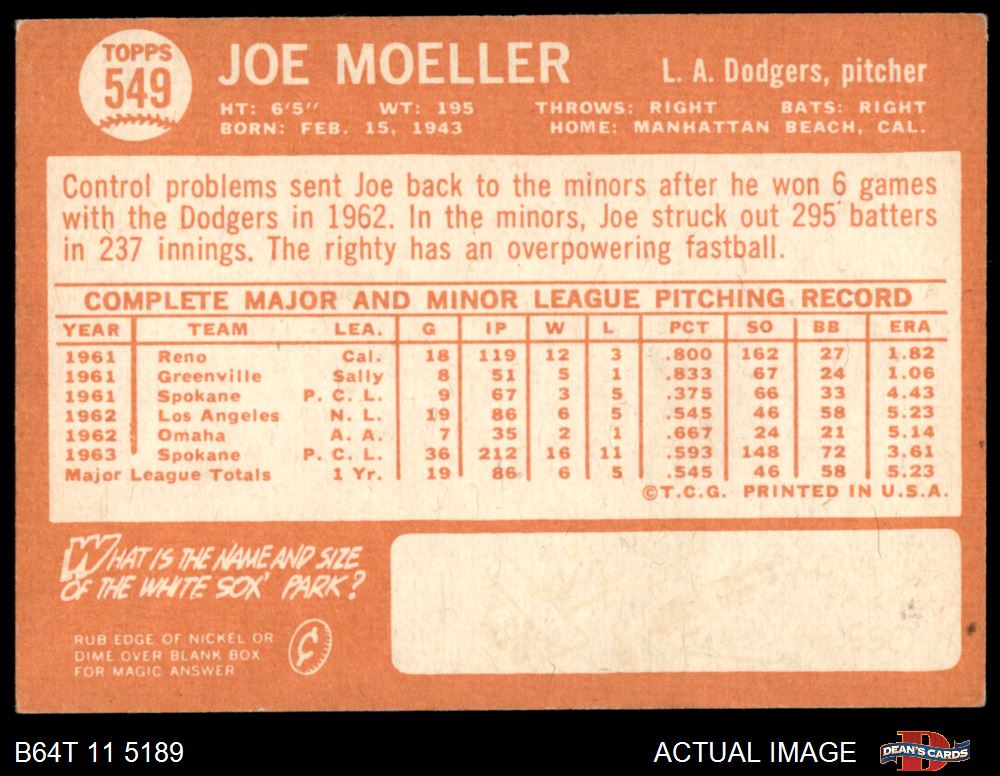 TOPPS
549
JOE MOELLER
L. A. Dodgers, pitcher
HT: 6'5'' WT: 195 THROWS: RIGHT BATS: RIGHT
BORN: FEB. 15, 1943 HOME: MANHATTAN BEACH, CAL.
Control problems sent Joe back to the minors after he won 6 games
with the Dodgers in 1962. In the minors, Joe struck out 295 batters
in 237 innings. The righty has an overpowering fastball.
COMPLETE MAJOR AND MINOR LEAGUE PITCHING RECORD
YEAR TEAM LEA. G IP W L PCT SO BB ERA
1961 Reno Cal. 18 119 12 3 .800 162 27 1.82
1961 Greenville Sally 8 51 5 1 .833 67 24 1.06
1961 Spokane P. C. L. 9 67 3 5 .375 66 33 4.43
1962 Los Angeles N. L. 19 86 6 5 .545 46 58 5.23
1962 Omaha A. A. 7 35 2 1 .667 24 21 5.14
1963 Spokane P. C. L. 36 212 16 11 .593 148 72 3.61
Major League Totals 1 Yr. 19 86 6 5 .545 46 58 5.23
©T.C.G. PRINTED IN U.S.A.
WHAT IS THE NAME AND SIZE
OF THE WHITE SOX' PARK?
RUB EDGE OF NICKEL OR
DIME OVER BLANK BOX
FOR MAGIC ANSWER
¢
B64T 11 5189
ACTUAL IMAGE
D
DEAN'S CARDS